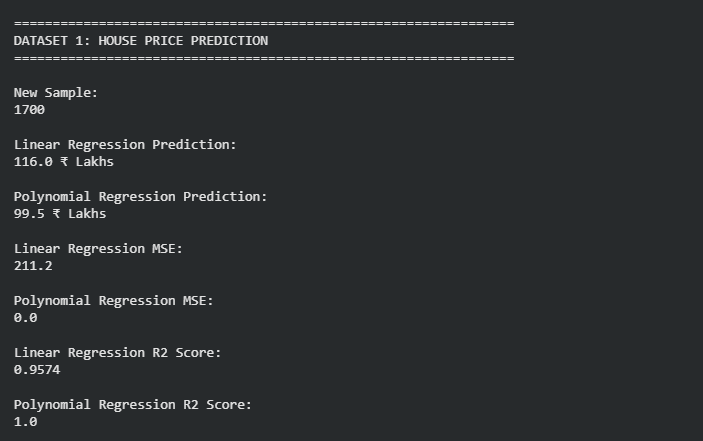 =================================================================
DATASET 1: HOUSE PRICE PREDICTION
=================================================================
New Sample:
1700
Linear Regression Prediction:
116.0 ₹ Lakhs
Polynomial Regression Prediction:
99.5 ₹ Lakhs
Linear Regression MSE:
211.2
Polynomial Regression MSE:
0.0
Linear Regression R2 Score:
0.9574
Polynomial Regression R2 Score:
1.0